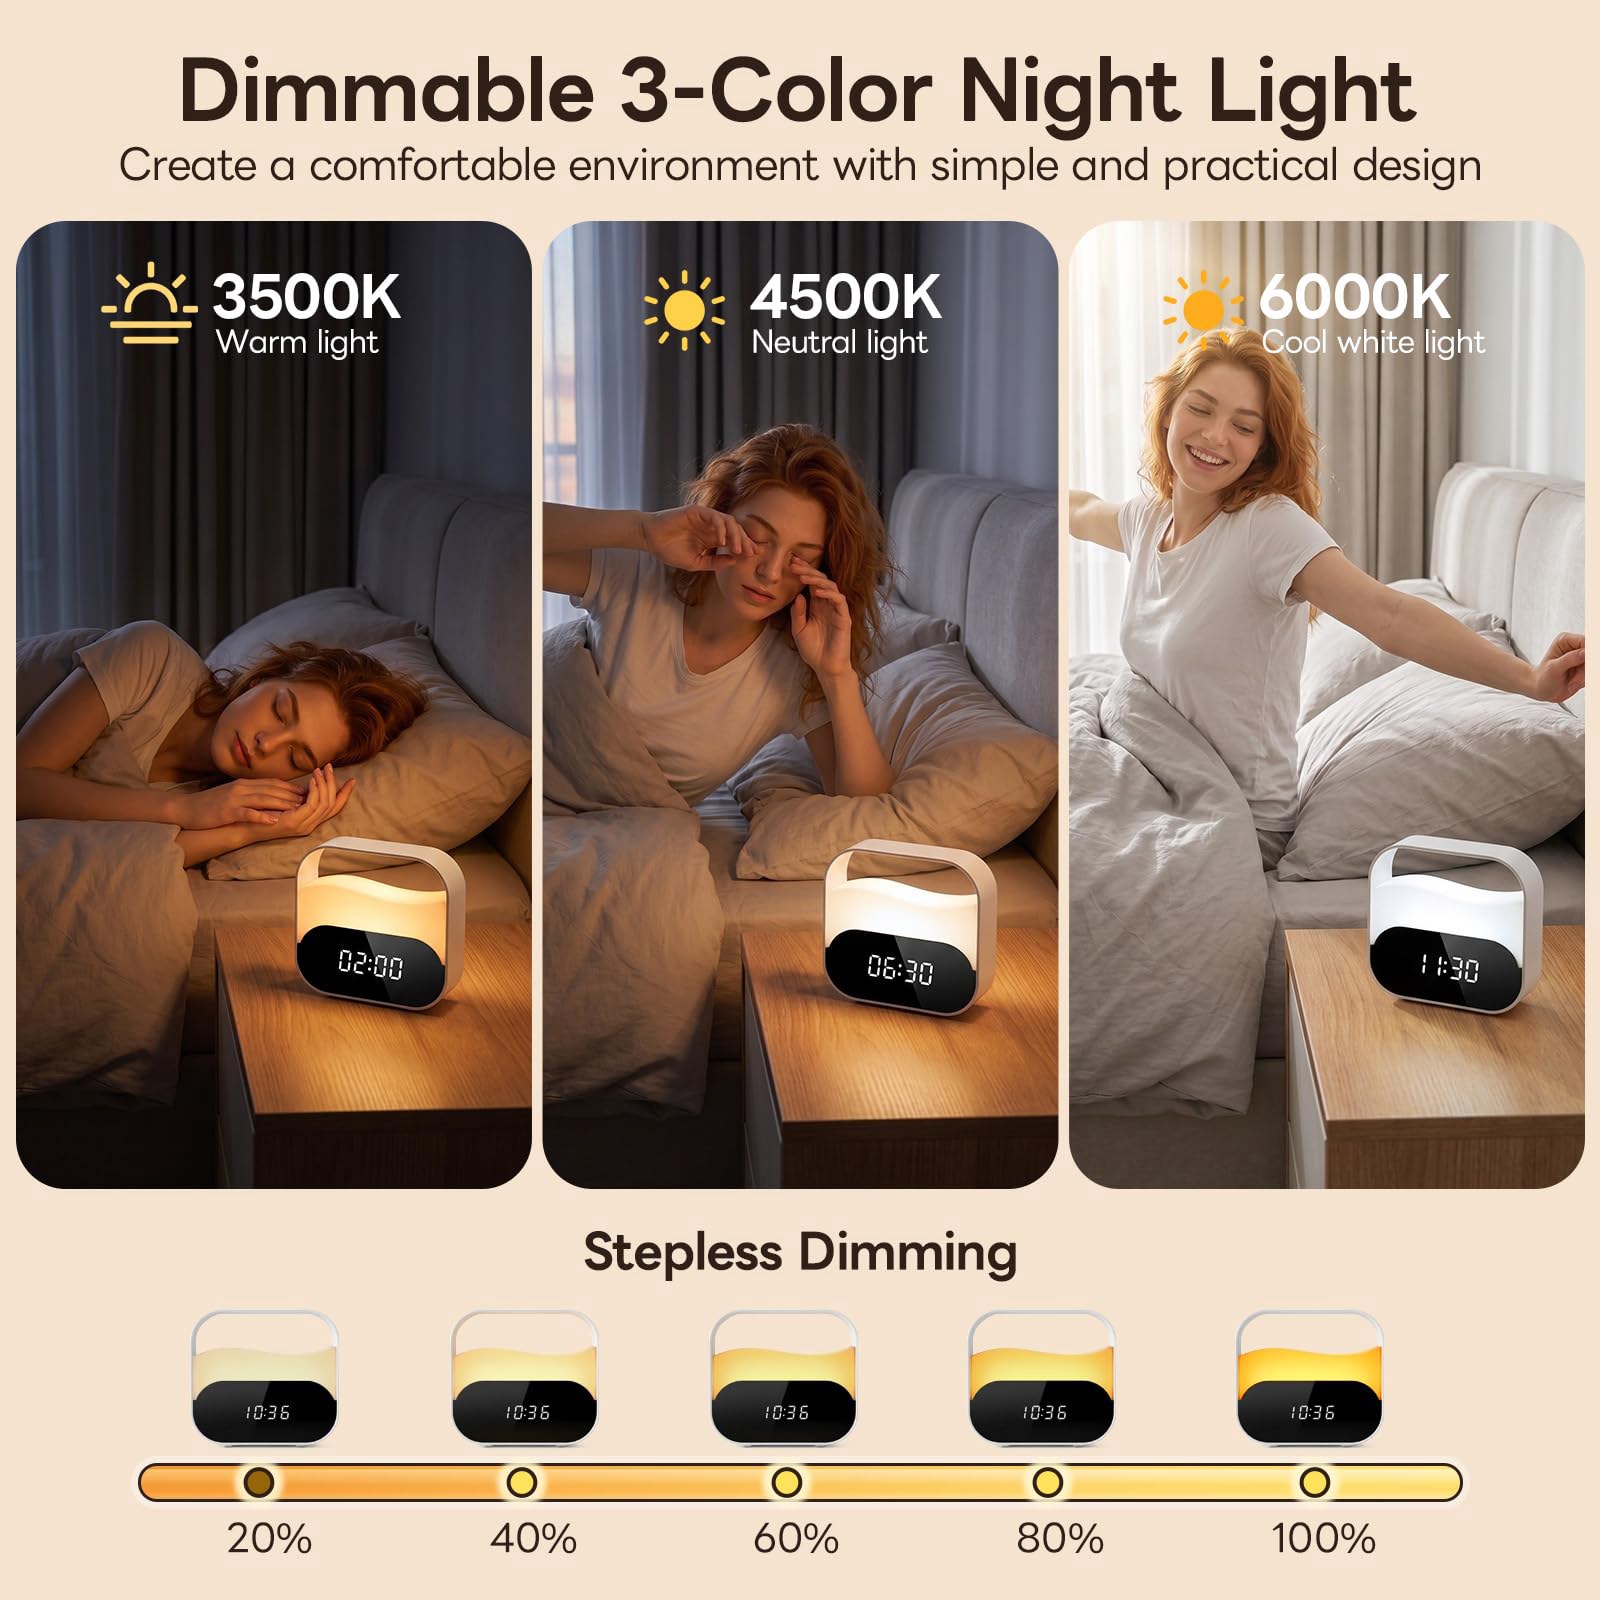 Dimmable 3-Color Night Light
Create a comfortable environment with simple and practical design
3500K
Warm light
4500K
Neutral light
6000K
Cool white light
02:00
06:30
11:30
Stepless Dimming
10:36
10:36
10:36
10:36
10:36
20%
40%
60%
80%
100%